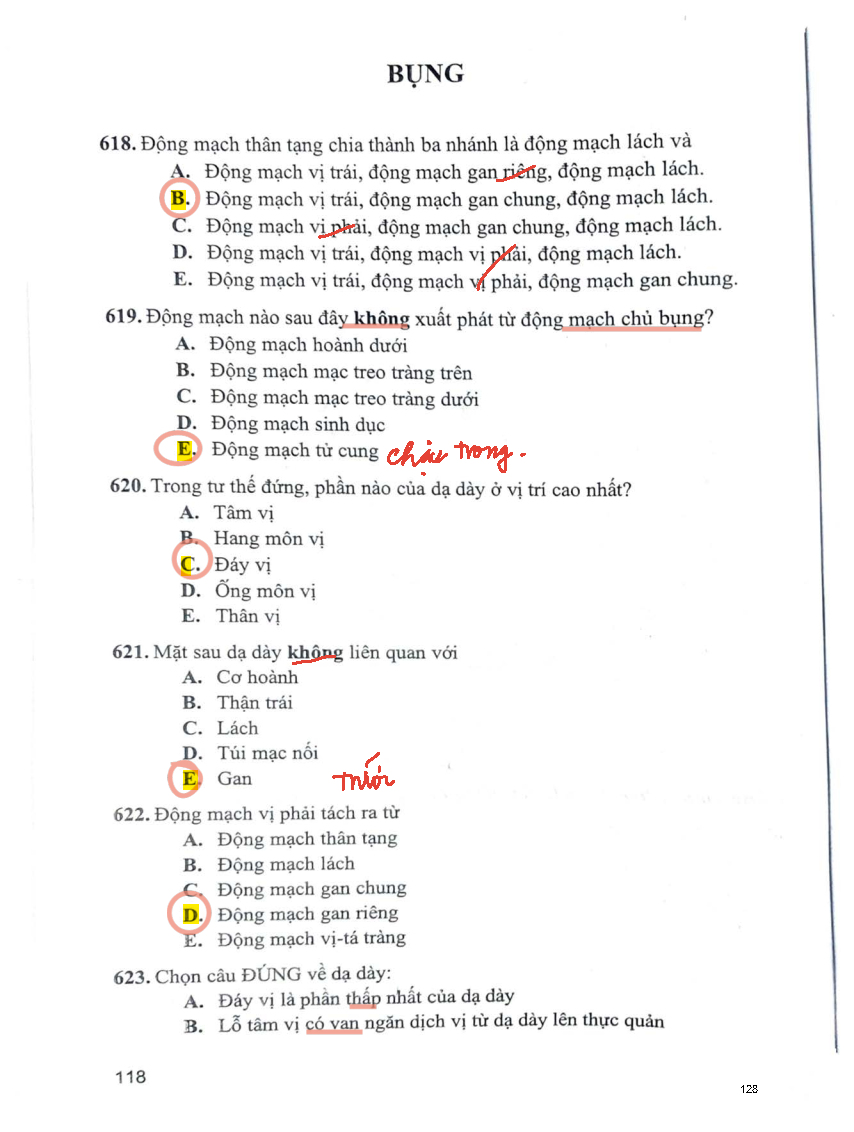 BỤNG
618. Động mạch thân tạng chia thành ba nhánh là động mạch lách và
A. Động mạch vị trái, động mạch gan riêng, động mạch lách.
B. Động mạch vị trái, động mạch gan chung, động mạch lách.
C. Động mạch vị phải, động mạch gan chung, động mạch lách.
D. Động mạch vị trái, động mạch vị phải, động mạch lách.
E. Động mạch vị trái, động mạch vị phải, động mạch gan chung.
619. Động mạch nào sau đây không xuất phát từ động mạch chủ bụng?
A. Động mạch hoành dưới
B. Động mạch mạc treo tràng trên
C. Động mạch mạc treo tràng dưới
D. Động mạch sinh dục
E. Động mạch tử cung chậu trong.
620. Trong tư thế đứng, phần nào của dạ dày ở vị trí cao nhất?
A. Tâm vị
B. Hang môn vị
C. Đáy vị
D. Ống môn vị
E. Thân vị
621. Mặt sau dạ dày không liên quan với
A. Cơ hoành
B. Thận trái
C. Lách
D. Túi mạc nối
E. Gan trước
622. Động mạch vị phải tách ra từ
A. Động mạch thân tạng
B. Động mạch lách
C. Động mạch gan chung
D. Động mạch gan riêng
E. Động mạch vị-tá tràng
623. Chọn câu ĐÚNG về dạ dày:
A. Đáy vị là phần thấp nhất của dạ dày
B. Lỗ tâm vị có van ngăn dịch vị từ dạ dày lên thực quản
118
128